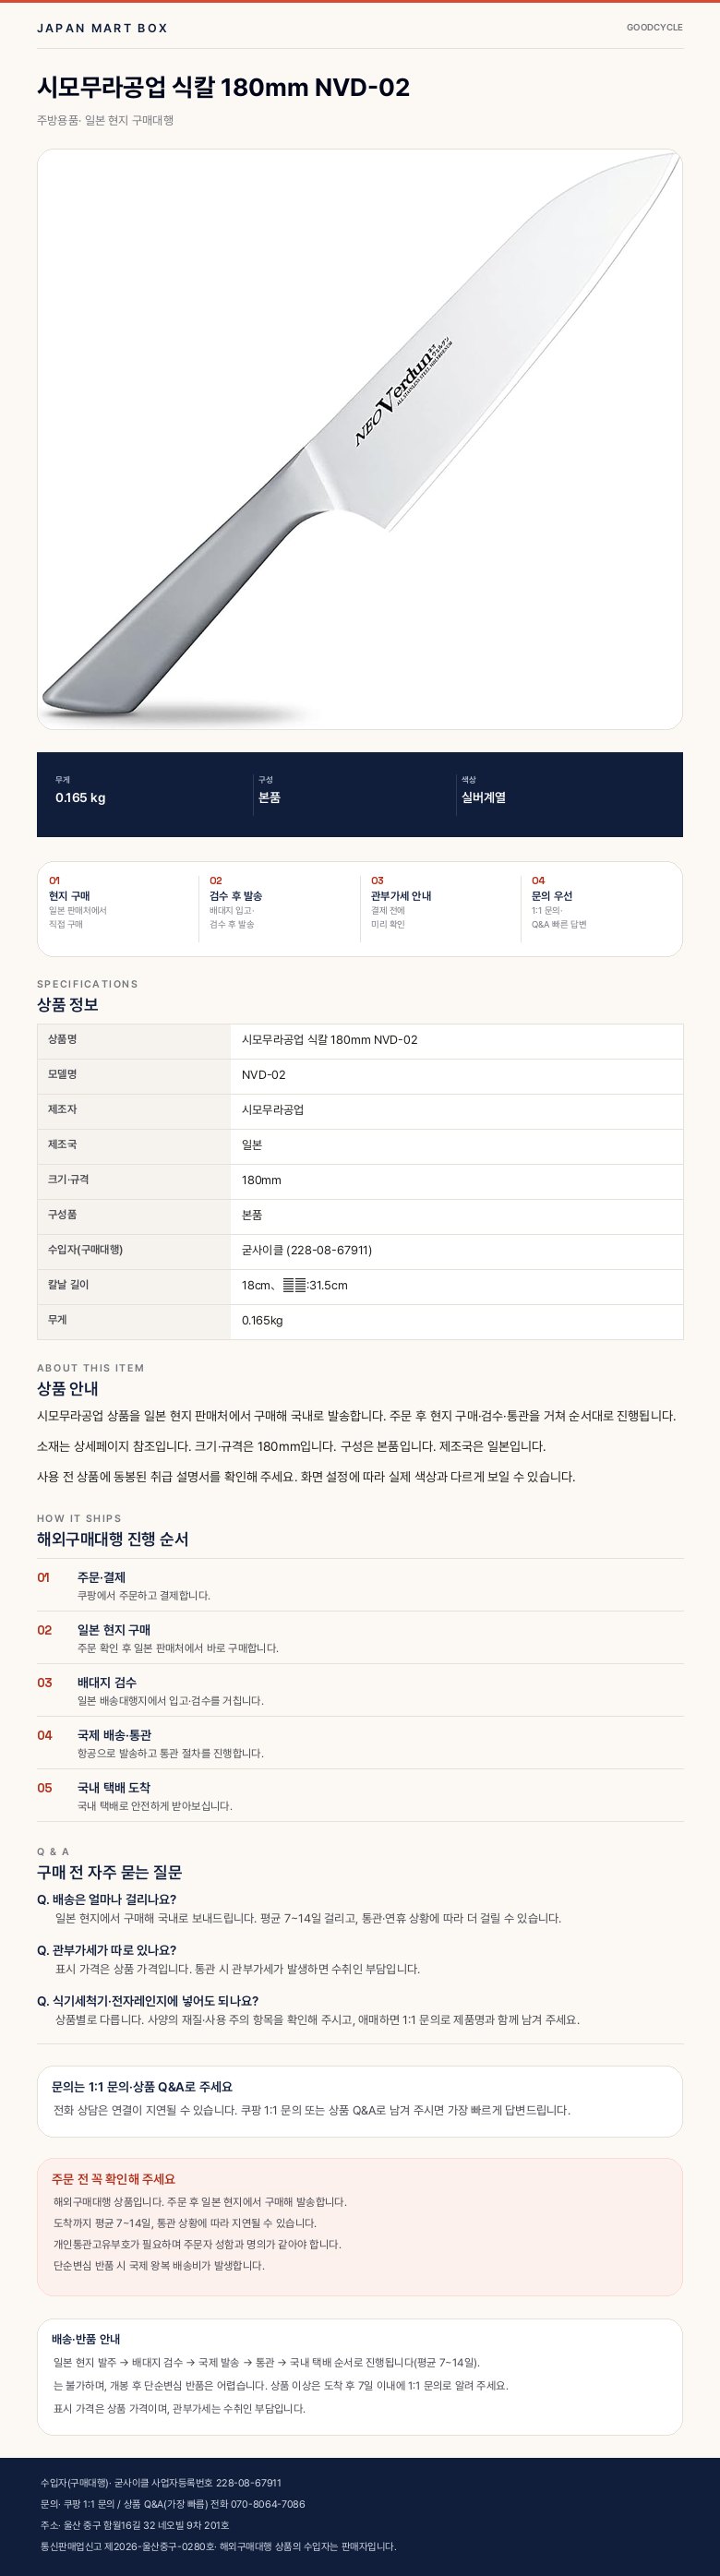 JAPAN MART BOX
GOODCYCLE
시모무라공업 식칼 180mm NVD-02
주방용품· 일본 현지 구매대행
NEO Verdun ネオ ヴェルダン
ALL STAINLESS STEEL
무게
0.165 kg
구성
본품
색상
실버계열
01
현지 구매
일본 판매처에서
직접 구매
02
검수 후 발송
배대지 입고·
검수 후 발송
03
관부가세 안내
결제 전에
미리 확인
04
문의 우선
1:1 문의·
Q&A 빠른 답변
SPECIFICATIONS
상품 정보
상품명 시모무라공업 식칼 180mm NVD-02
모델명 NVD-02
제조자 시모무라공업
제조국 일본
크기·규격 180mm
구성품 본품
수입자(구매대행) 굳사이클 (228-08-67911)
칼날 길이 18cm、:31.5cm
무게 0.165kg
ABOUT THIS ITEM
상품 안내
시모무라공업 상품을 일본 현지 판매처에서 구매해 국내로 발송합니다. 주문 후 현지 구매·검수·통관을 거쳐 순서대로 진행됩니다.
소재는 상세페이지 참조입니다. 크기·규격은 180mm입니다. 구성은 본품입니다. 제조국은 일본입니다.
사용 전 상품에 동봉된 취급 설명서를 확인해 주세요. 화면 설정에 따라 실제 색상과 다르게 보일 수 있습니다.
HOW IT SHIPS
해외구매대행 진행 순서
01 주문·결제
쿠팡에서 주문하고 결제합니다.
02 일본 현지 구매
주문 확인 후 일본 판매처에서 바로 구매합니다.
03 배대지 검수
일본 배송대행지에서 입고·검수를 거칩니다.
04 국제 배송·통관
항공으로 발송하고 통관 절차를 진행합니다.
05 국내 택배 도착
국내 택배로 안전하게 받아보십니다.
Q & A
구매 전 자주 묻는 질문
Q. 배송은 얼마나 걸리나요?
일본 현지에서 구매해 국내로 보내드립니다. 평균 7~14일 걸리고, 통관·연휴 상황에 따라 더 걸릴 수 있습니다.
Q. 관부가세가 따로 있나요?
표시 가격은 상품 가격입니다. 통관 시 관부가세가 발생하면 수취인 부담입니다.
Q. 식기세척기·전자레인지에 넣어도 되나요?
상품별로 다릅니다. 사양의 재질·사용 주의 항목을 확인해 주시고, 애매하면 1:1 문의로 제품명과 함께 남겨 주세요.
문의는 1:1 문의·상품 Q&A로 주세요
전화 상담은 연결이 지연될 수 있습니다. 쿠팡 1:1 문의 또는 상품 Q&A로 남겨 주시면 가장 빠르게 답변드립니다.
주문 전 꼭 확인해 주세요
해외구매대행 상품입니다. 주문 후 일본 현지에서 구매해 발송합니다.
도착까지 평균 7~14일, 통관 상황에 따라 지연될 수 있습니다.
개인통관고유부호가 필요하며 주문자 성함과 명의가 같아야 합니다.
단순변심 반품 시 국제 왕복 배송비가 발생합니다.
배송·반품 안내
일본 현지 발주 → 배대지 검수 → 국제 발송 → 통관 → 국내 택배 순서로 진행됩니다(평균 7~14일).
는 불가하며, 개봉 후 단순변심 반품은 어렵습니다. 상품 이상은 도착 후 7일 이내에 1:1 문의로 알려 주세요.
표시 가격은 상품 가격이며, 관부가세는 수취인 부담입니다.
수입자(구매대행)· 굳사이클 사업자등록번호 228-08-67911
문의· 쿠팡 1:1 문의 / 상품 Q&A(가장 빠름) 전화 070-8064-7086
주소· 울산 중구 함월16길 32 네오빌 9차 201호
통신판매업신고 제2026-울산중구-0280호· 해외구매대행 상품의 수입자는 판매자입니다.